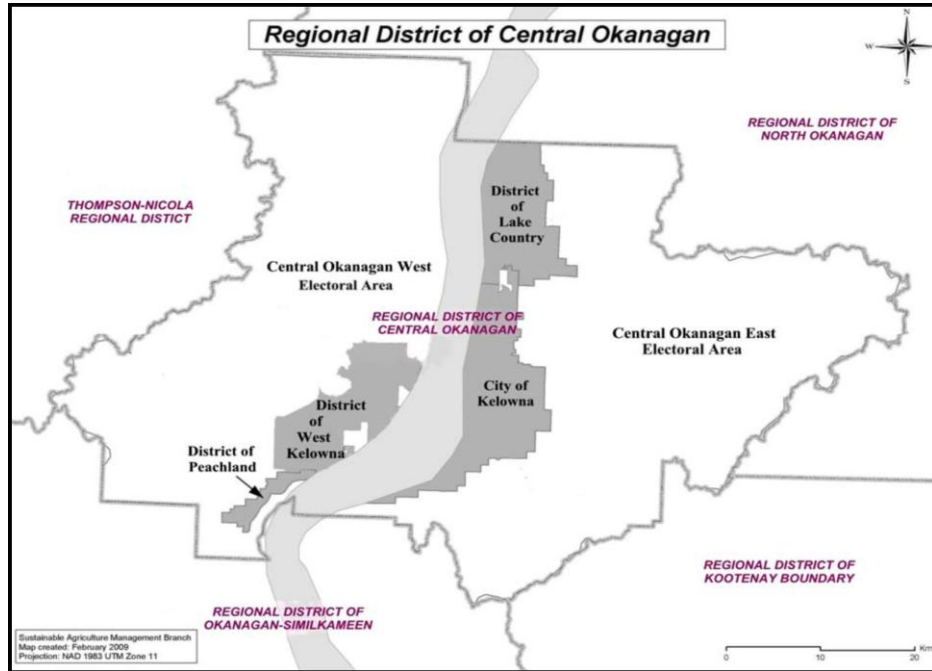 Regional District of Central Okanagan
N
W
S
S
REGIONAL DISTRICT OF
NORTH OKANAGAN
THOMPSON-NICOLA
REGIONAL DISTICT
District
of
Lake
Country
Central Okanagan West
Electoral Area
REGIONAL DISTRICT OF
CENTRAL OKANAGAN
Central Okanagan East
Electoral Area
City of
Kelowna
District
of
West
Kelowna
District of
Peachland
REGIONAL DISTRICT OF
KOOTENAY BOUNDARY
REGIONAL DISTRICT OF
OKANAGAN-SIMILKAMEEN
Sustainable Agriculture Management Branch
Map created: February 2009
Projection: NAD 1983 UTM Zone 11
0 10 20